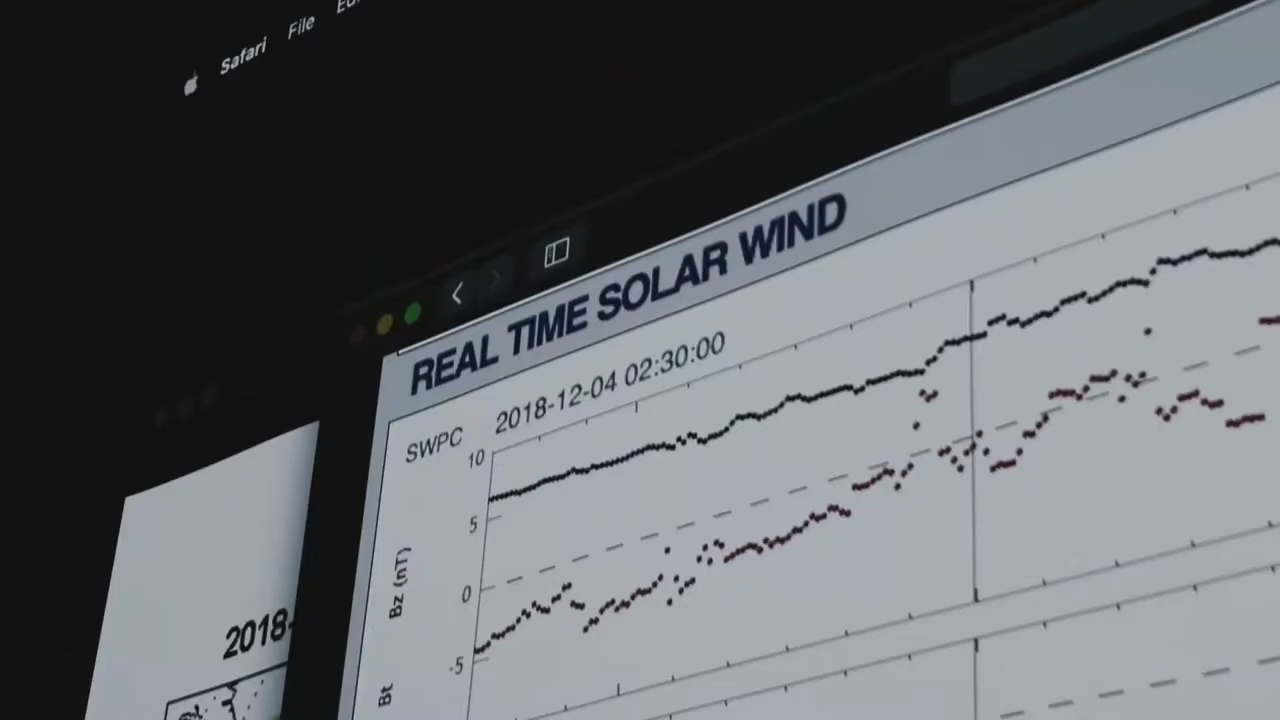 Safari File
REAL TIME SOLAR WIND
2018-12-04 02:30:00
SWPC
10
5
0
-5
Bz (nT)
Bt
2018-